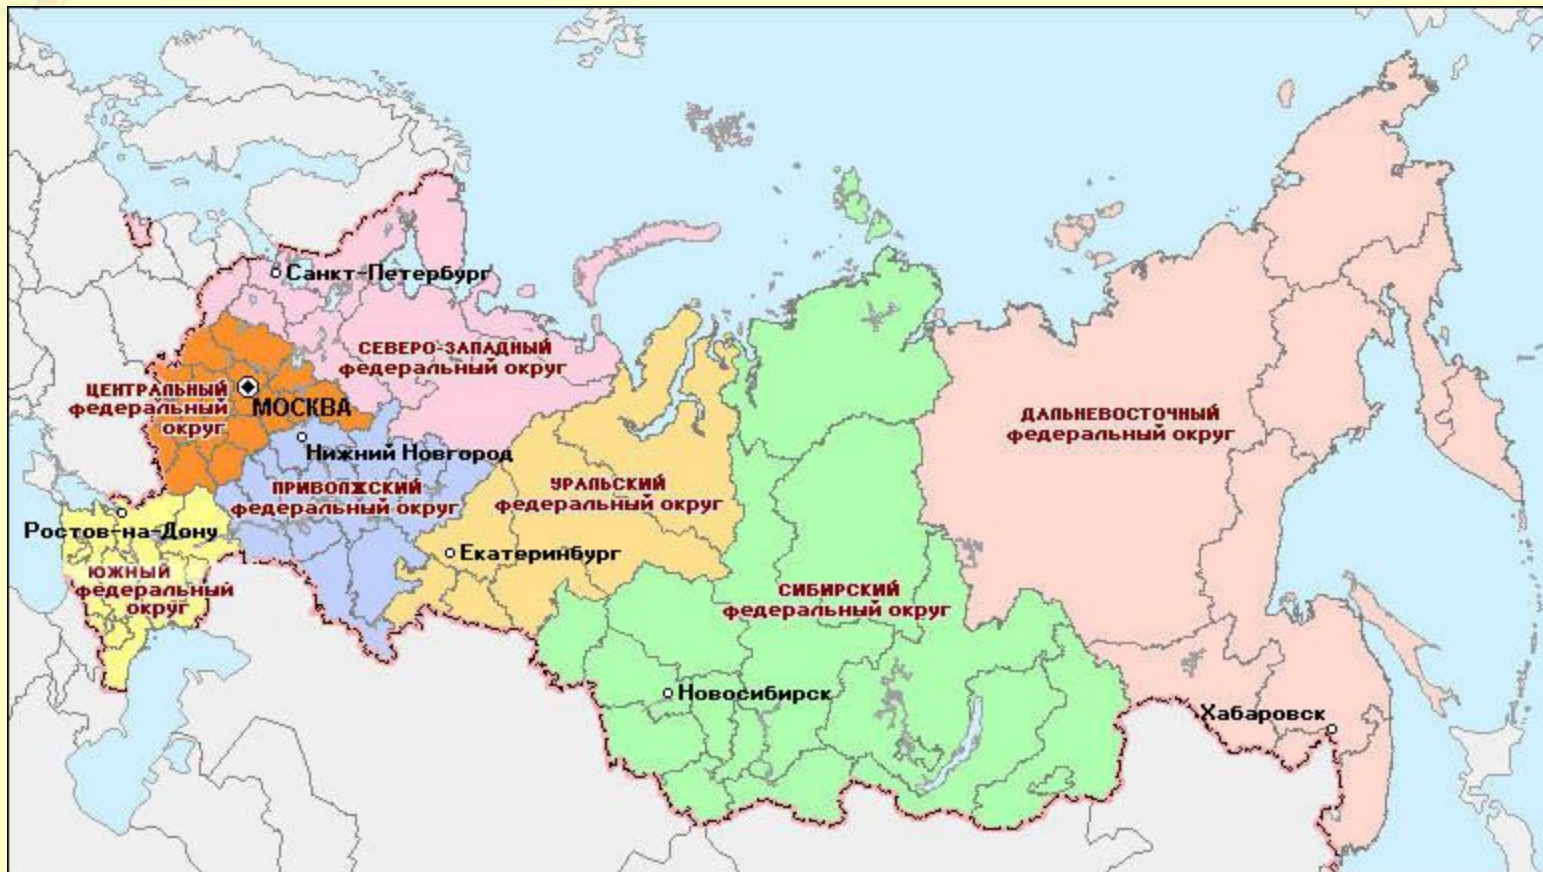 Санкт-Петербург
СЕВЕРО-ЗАПАДНЫЙ
федеральный округ
ЦЕНТРАЛЬНЫЙ
федеральный
округ
МОСКВА
Нижний Новгород
ПРИВОЛЖСКИЙ
федеральный округ
УРАЛЬСКИЙ
федеральный округ
ДАЛЬНЕВОСТОЧНЫЙ
федеральный округ
Ростов-на-Дону
Екатеринбург
ЮЖНЫЙ
федеральный
округ
СИБИРСКИЙ
федеральный округ
Новосибирск
Хабаровск